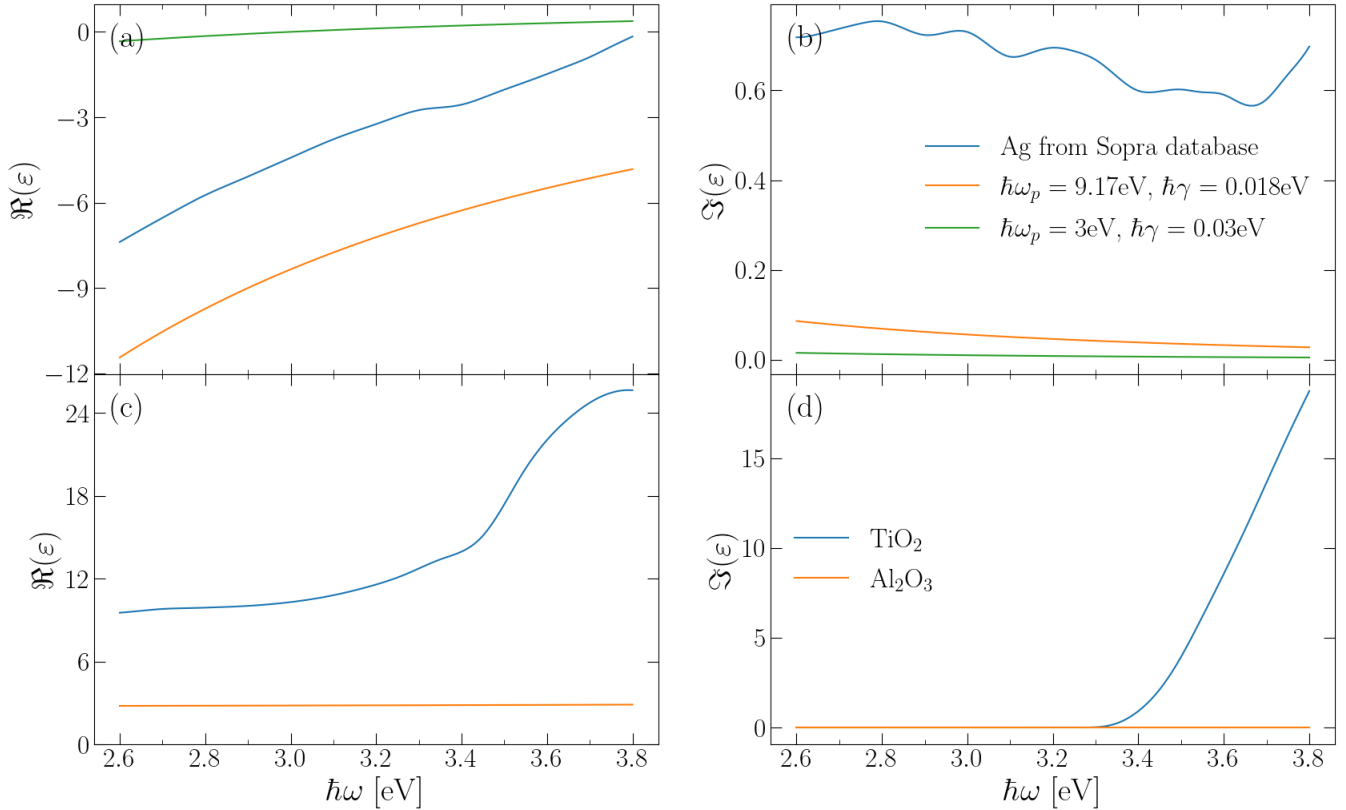 (a)
0
−3
−6
−9
−12
ℜ(ε)
(b)
0.6
0.4
0.2
0.0
ℑ(ε)
Ag from Sopra database
ℏω_p = 9.17eV, ℏγ = 0.018eV
ℏω_p = 3eV, ℏγ = 0.03eV
(c)
24
18
12
6
0
ℜ(ε)
2.6 2.8 3.0 3.2 3.4 3.6 3.8
ℏω [eV]
(d)
15
10
5
0
ℑ(ε)
TiO₂
Al₂O₃
2.6 2.8 3.0 3.2 3.4 3.6 3.8
ℏω [eV]